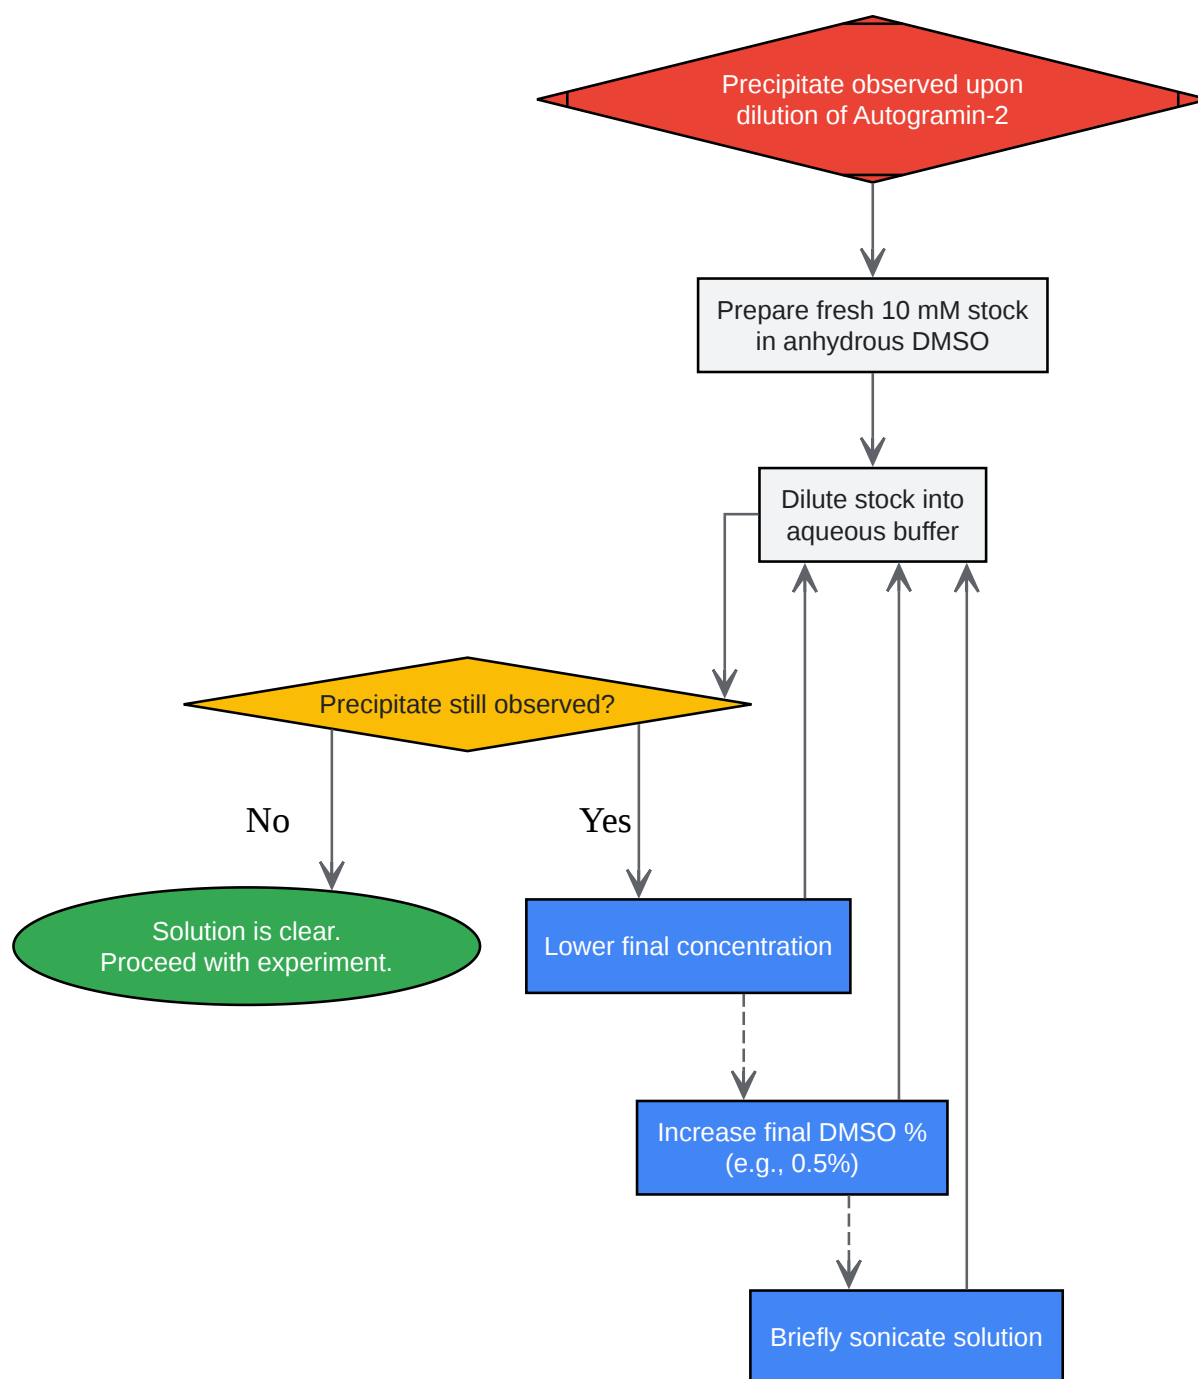 Precipitate observed upon
dilution of Autogramin-2
Prepare fresh 10 mM stock
in anhydrous DMSO
Dilute stock into
aqueous buffer
Precipitate still observed?
No
Yes
Solution is clear.
Proceed with experiment.
Lower final concentration
Increase final DMSO %
(e.g., 0.5%)
Briefly sonicate solution